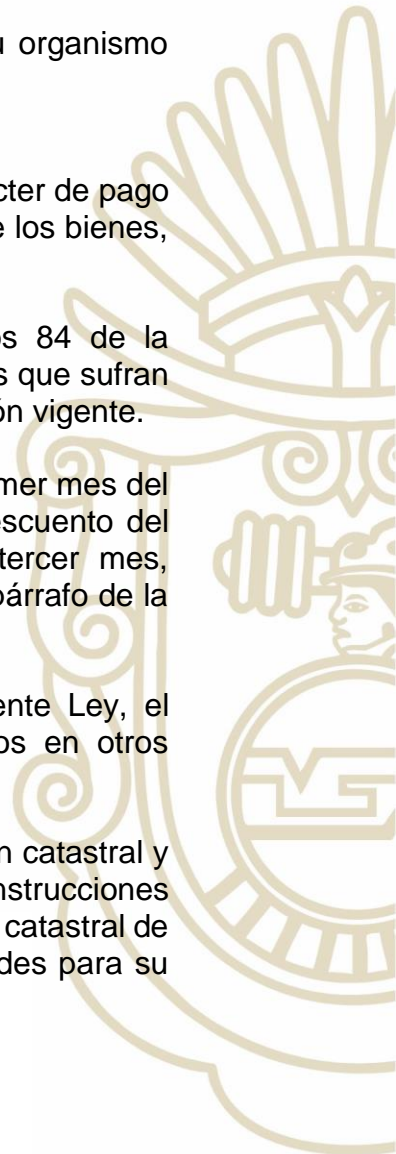 u organismo
cter de pago
e los bienes,
os 84 de la
s que sufran
ón vigente.
mer mes del
escuento del
tercer mes,
párrafo de la
ente Ley, el
os en otros
n catastral y
nstrucciones
catastral de
des para su